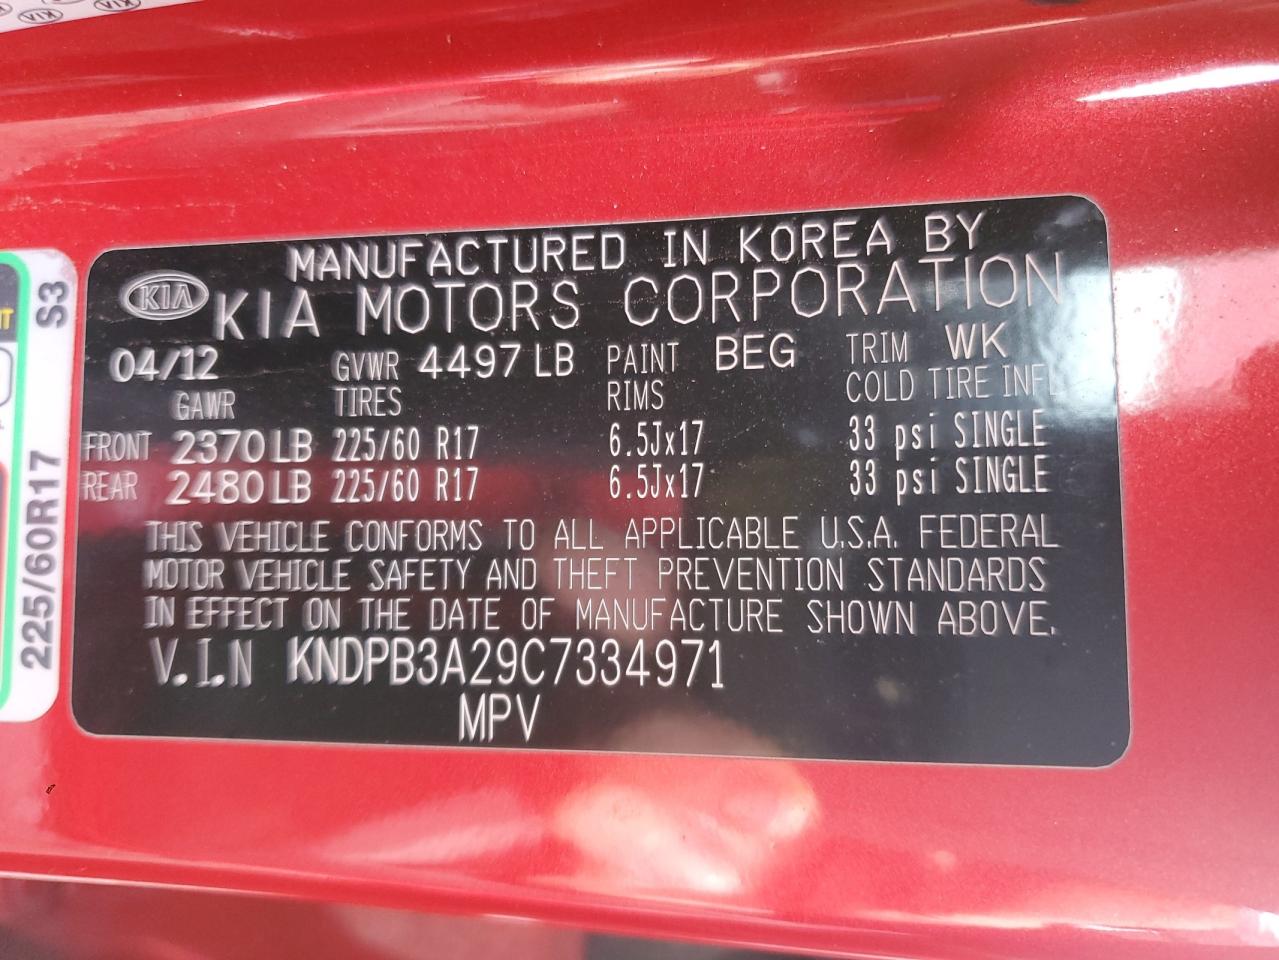 MANUFACTURED IN KOREA BY
KIA KIA MOTORS CORPORATION
04/12 GVWR 4497 LB PAINT BEG TRIM WK
GAWR TIRES RIMS COLD TIRE INFL
FRONT 2370 LB 225/60 R17 6.5Jx17 33 psi SINGLE
REAR 2480 LB 225/60 R17 6.5Jx17 33 psi SINGLE
THIS VEHICLE CONFORMS TO ALL APPLICABLE U.S.A. FEDERAL
MOTOR VEHICLE SAFETY AND THEFT PREVENTION STANDARDS
IN EFFECT ON THE DATE OF MANUFACTURE SHOWN ABOVE.
V.I.N KNDPB3A29C7334971
MPV
225/60R17 S3
KIA
KIA